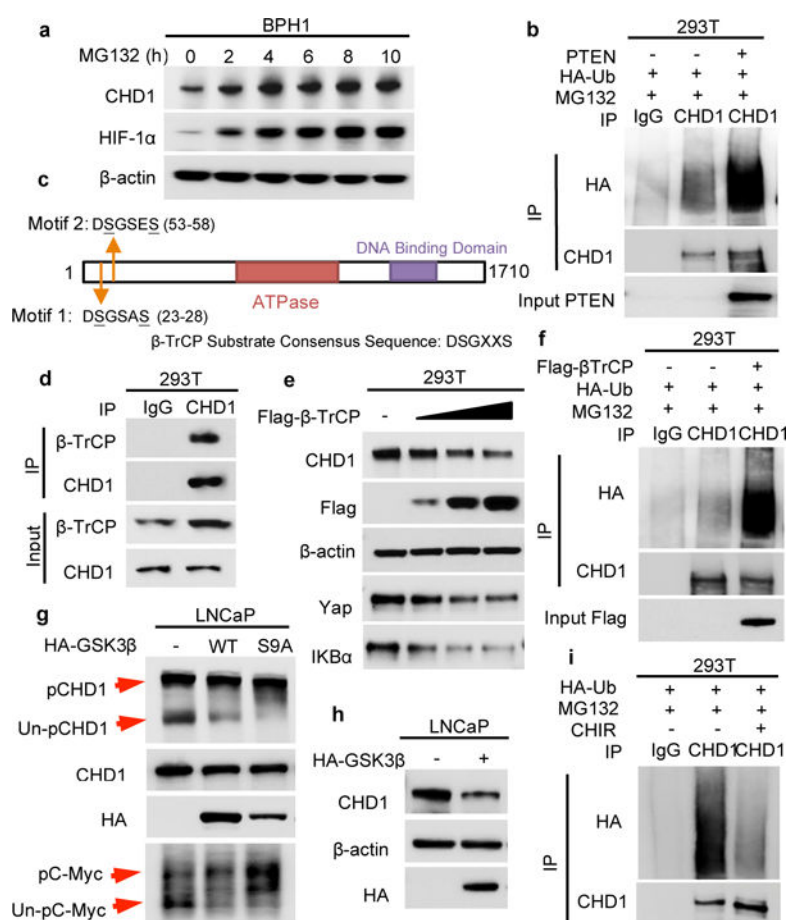 a
BPH1
MG132 (h) 0 2 4 6 8 10
CHD1
HIF-1α
β-actin
b
293T
PTEN - - +
HA-Ub + + +
MG132 + + +
IP IgG CHD1 CHD1
IP
HA
CHD1
Input PTEN
c
Motif 2: DSGSES (53-58)
DNA Binding Domain
1
1710
ATPase
Motif 1: DSGSAS (23-28)
β-TrCP Substrate Consensus Sequence: DSGXXS
d
293T
IP IgG CHD1
IP
β-TrCP
CHD1
Input
β-TrCP
CHD1
e
293T
Flag-β-TrCP -
CHD1
Flag
β-actin
Yap
IKBα
f
293T
Flag-βTrCP - - +
HA-Ub + + +
MG132 + + +
IP IgG CHD1 CHD1
IP
HA
CHD1
Input Flag
g
LNCaP
HA-GSK3β - WT S9A
pCHD1
Un-pCHD1
CHD1
HA
pC-Myc
Un-pC-Myc
h
LNCaP
HA-GSK3β - +
CHD1
β-actin
HA
i
293T
HA-Ub + + +
MG132 + + +
CHIR - - +
IP IgG CHD1 CHD1
IP
HA
CHD1